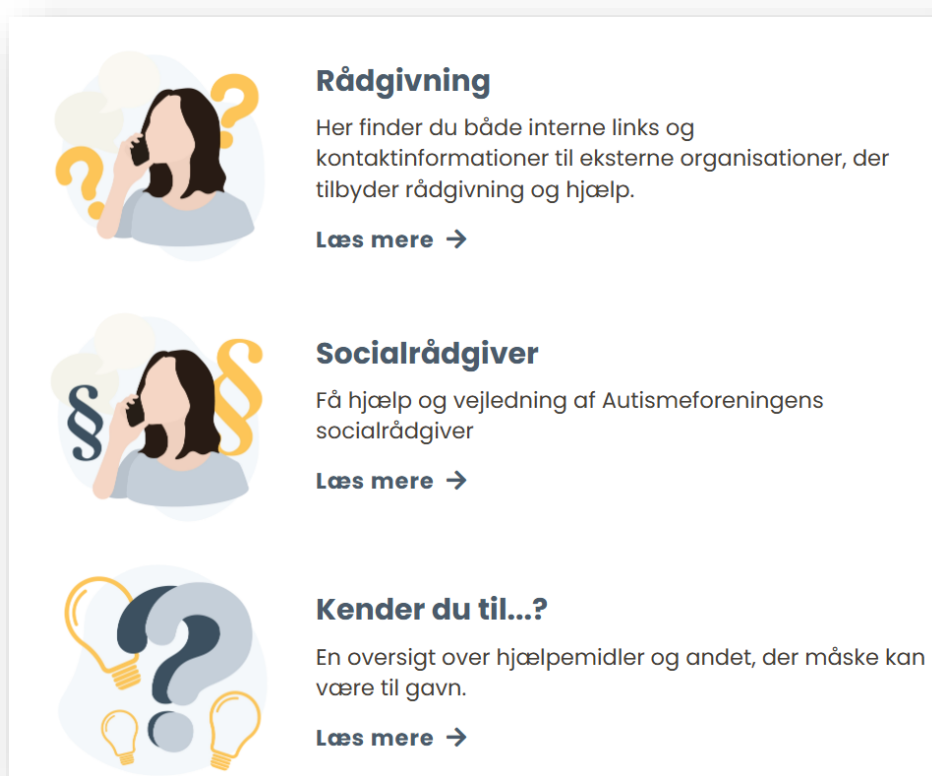 Rådgivning
Her finder du både interne links og
kontaktinformationer til eksterne organisationer, der
tilbyder rådgivning og hjælp.
Læs mere →
Socialrådgiver
Få hjælp og vejledning af Autismeforeningens
socialrådgiver
Læs mere →
Kender du til...?
En oversigt over hjælpemidler og andet, der måske kan
være til gavn.
Læs mere →